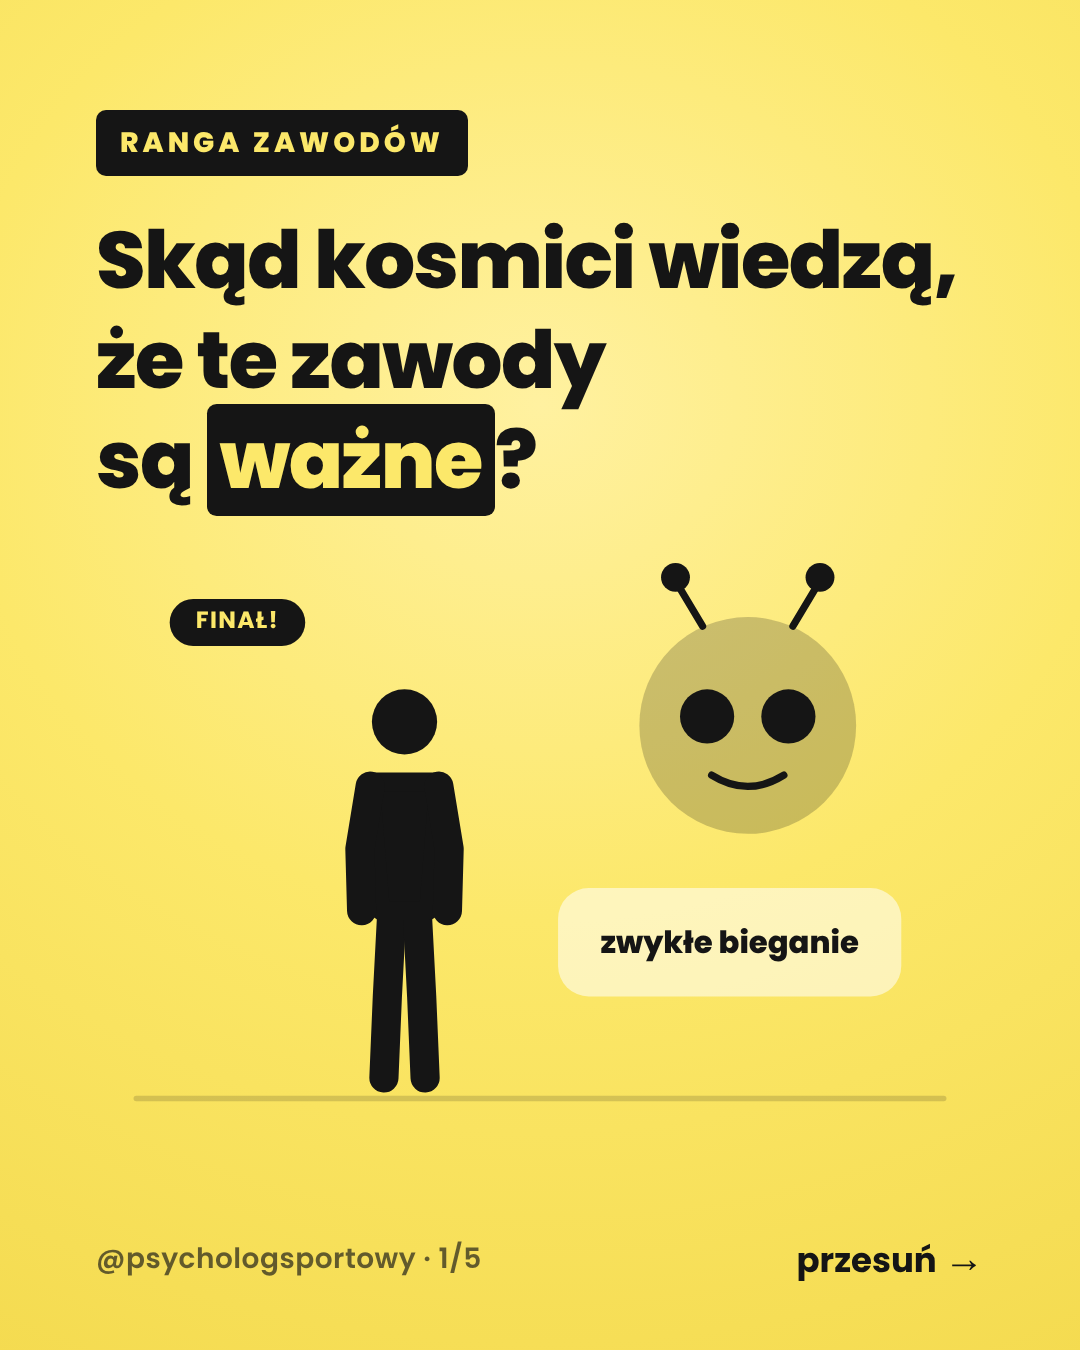 RANGA ZAWODÓW
Skąd kosmici wiedzą,
że te zawody
są ważne?
FINAŁ!
zwykłe bieganie
@psychologsportowy · 1/5
przesuń →